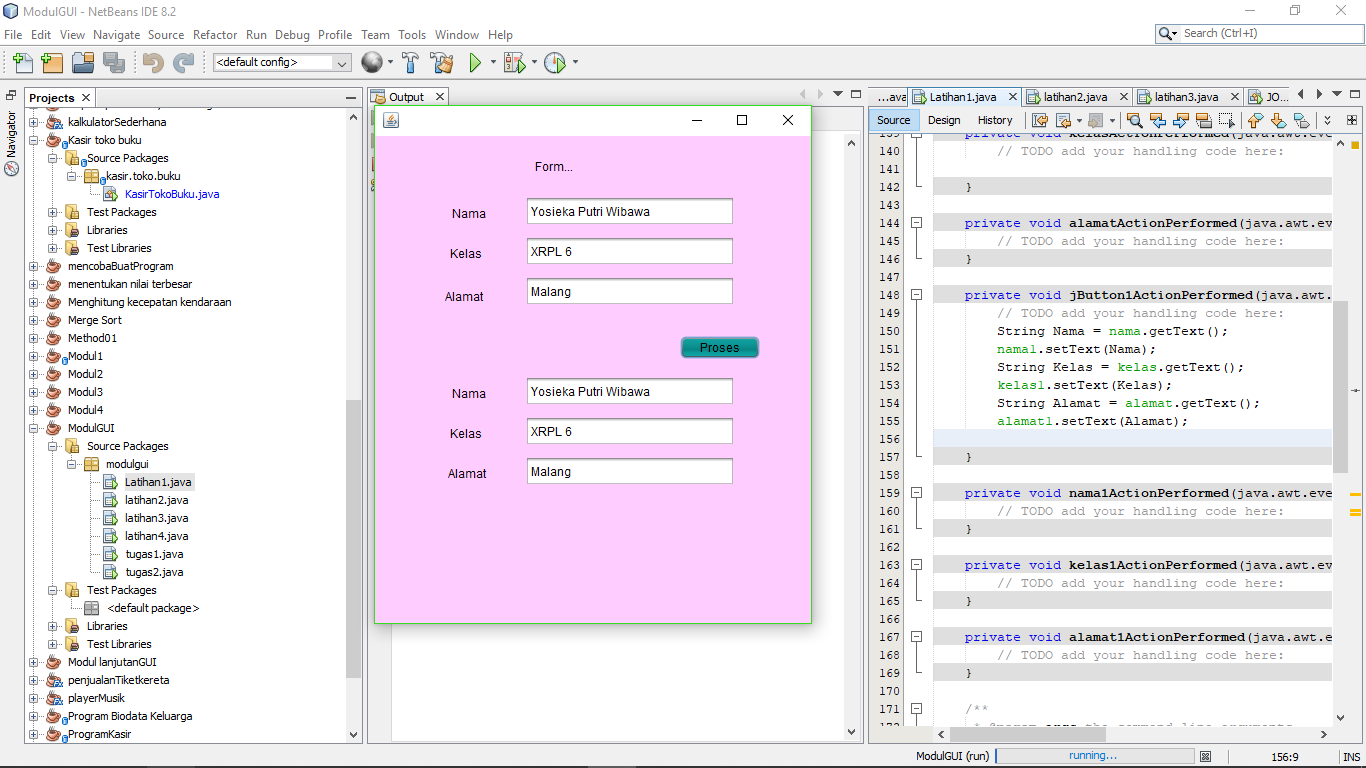 ModulGUI - NetBeans IDE 8.2
File Edit View Navigate Source Refactor Run Debug Profile Team Tools Window Help
Search (Ctrl+I)
<default config>
Projects
Navigator
kalkulatorSederhana
Kasir toko buku
Source Packages
kasir.toko.buku
KasirTokoBuku.java
Test Packages
Libraries
Test Libraries
mencobaBuatProgram
menentukan nilai terbesar
Menghitung kecepatan kendaraan
Merge Sort
Method01
Modul1
Modul2
Modul3
Modul4
ModulGUI
Source Packages
modulgui
Latihan1.java
latihan2.java
latihan3.java
latihan4.java
tugas1.java
tugas2.java
Test Packages
<default package>
Libraries
Test Libraries
Modul lanjutanGUI
penjualanTiketkereta
playerMusik
Program Biodata Keluarga
ProgramKasir
Output
Form...
Nama Yosieka Putri Wibawa
Kelas XRPL 6
Alamat Malang
Proses
Nama Yosieka Putri Wibawa
Kelas XRPL 6
Alamat Malang
...ava Latihan1.java latihan2.java latihan3.java JO...
Source Design History
139 private void kelasActionPerformed(java.awt.even
140 // TODO add your handling code here:
141
142 }
143
144 private void alamatActionPerformed(java.awt.eve
145 // TODO add your handling code here:
146 }
147
148 private void jButton1ActionPerformed(java.awt.
149 // TODO add your handling code here:
150 String Nama = nama.getText();
151 nama1.setText(Nama);
152 String Kelas = kelas.getText();
153 kelas1.setText(Kelas);
154 String Alamat = alamat.getText();
155 alamat1.setText(Alamat);
156
157 }
158
159 private void nama1ActionPerformed(java.awt.eve
160 // TODO add your handling code here:
161 }
162
163 private void kelas1ActionPerformed(java.awt.ev
164 // TODO add your handling code here:
165 }
166
167 private void alamat1ActionPerformed(java.awt.e
168 // TODO add your handling code here:
169 }
170
171 /**
172 * @param args the command line arguments
ModulGUI (run) running... 156:9 INS